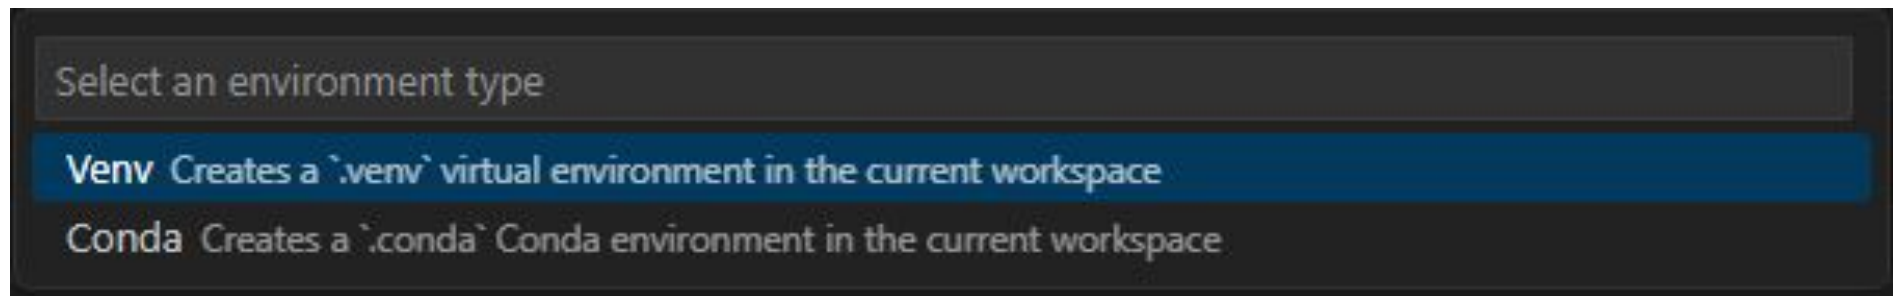 Select an environment type
Venv Creates a `.venv` virtual environment in the current workspace
Conda Creates a `.conda` Conda environment in the current workspace